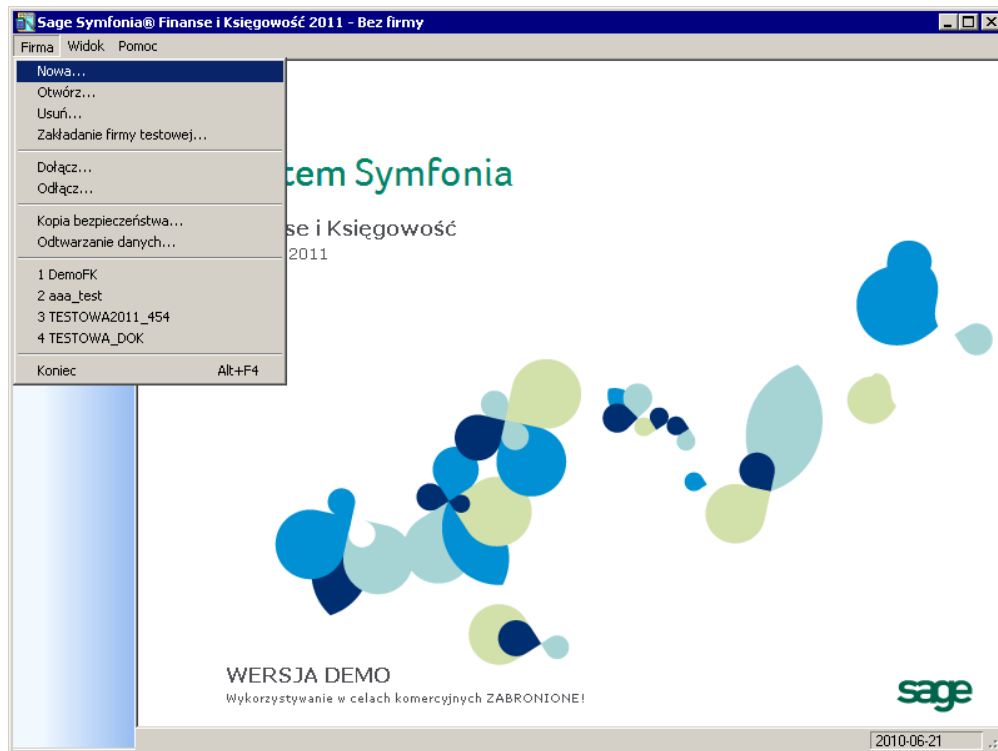 Sage Symfonia® Finanse i Księgowość 2011 - Bez firmy
Firma Widok Pomoc
Nowa...
Otwórz...
Usuń...
Zakładanie firmy testowej...
Dołącz...
Odłącz...
Kopia bezpieczeństwa...
Odtwarzanie danych...
1 DemoFK
2 aaa_test
3 TESTOWA2011_454
4 TESTOWA_DOK
Koniec Alt+F4
tem Symfonia
se i Księgowość
2011
WERSJA DEMO
Wykorzystywanie w celach komercyjnych ZABRONIONE!
sage
2010-06-21